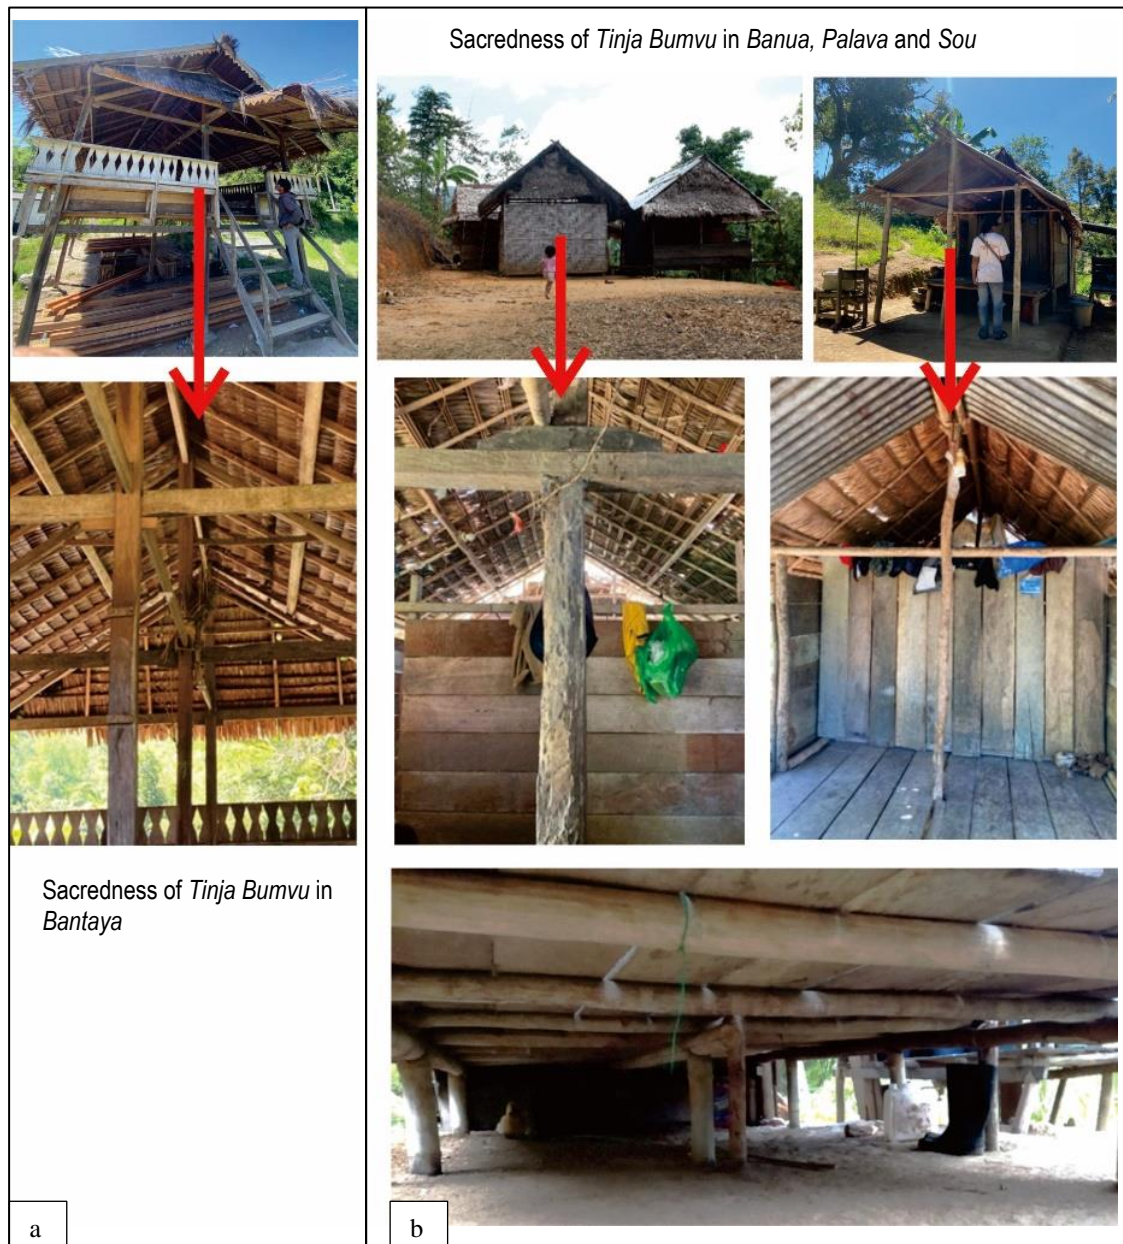 Sacredness of Tinja Bumvu in Banua, Palava and Sou
Sacredness of Tinja Bumvu in
Bantaya
a
b